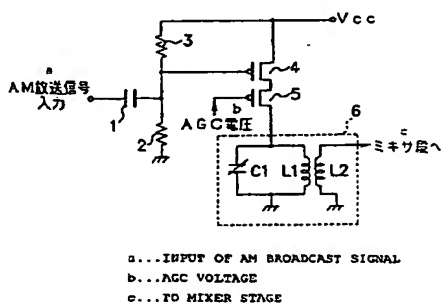 Vcc
a
3
AM放送信号
入力
4
5
b
AGC電圧
1
2
6
c
ミキサ段へ
C1
L1
L2
a...INPUT OF AM BROADCAST SIGNAL
b...AGC VOLTAGE
c...TO MIXER STAGE